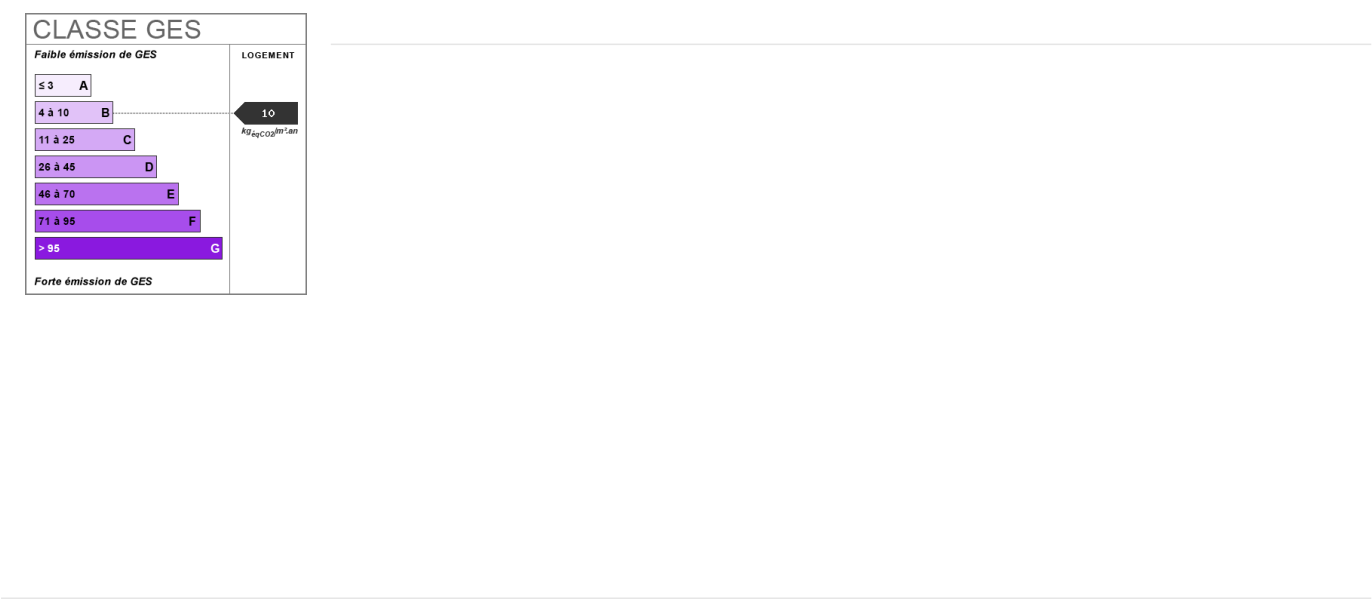 CLASSE GES
Faible émission de GES
LOGEMENT
≤ 3 A
4 à 10 B
10
kgéqCO2/m².an
11 à 25 C
26 à 45 D
46 à 70 E
71 à 95 F
> 95 G
Forte émission de GES